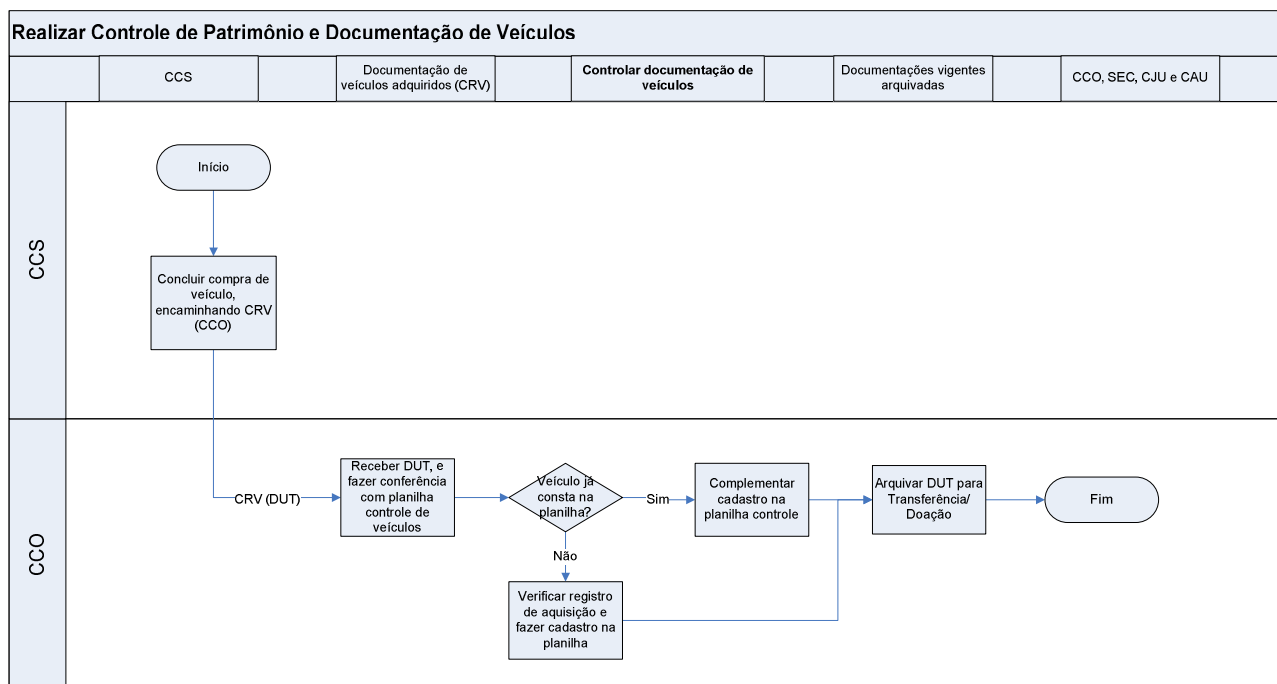 Realizar Controle de Patrimônio e Documentação de Veículos
CCS
Documentação de
veículos adquiridos (CRV)
Controlar documentação de
veículos
Documentações vigentes
arquivadas
CCO, SEC, CJU e CAU
CCS
Início
Concluir compra de
veículo,
encaminhando CRV
(CCO)
CCO
CRV (DUT)
Receber DUT, e
fazer conferência
com planilha
controle de
veículos
Veículo já
consta na
planilha?
Sim
Complementar
cadastro na
planilha controle
Arquivar DUT para
Transferência/
Doação
Fim
Não
Verificar registro
de aquisição e
fazer cadastro na
planilha